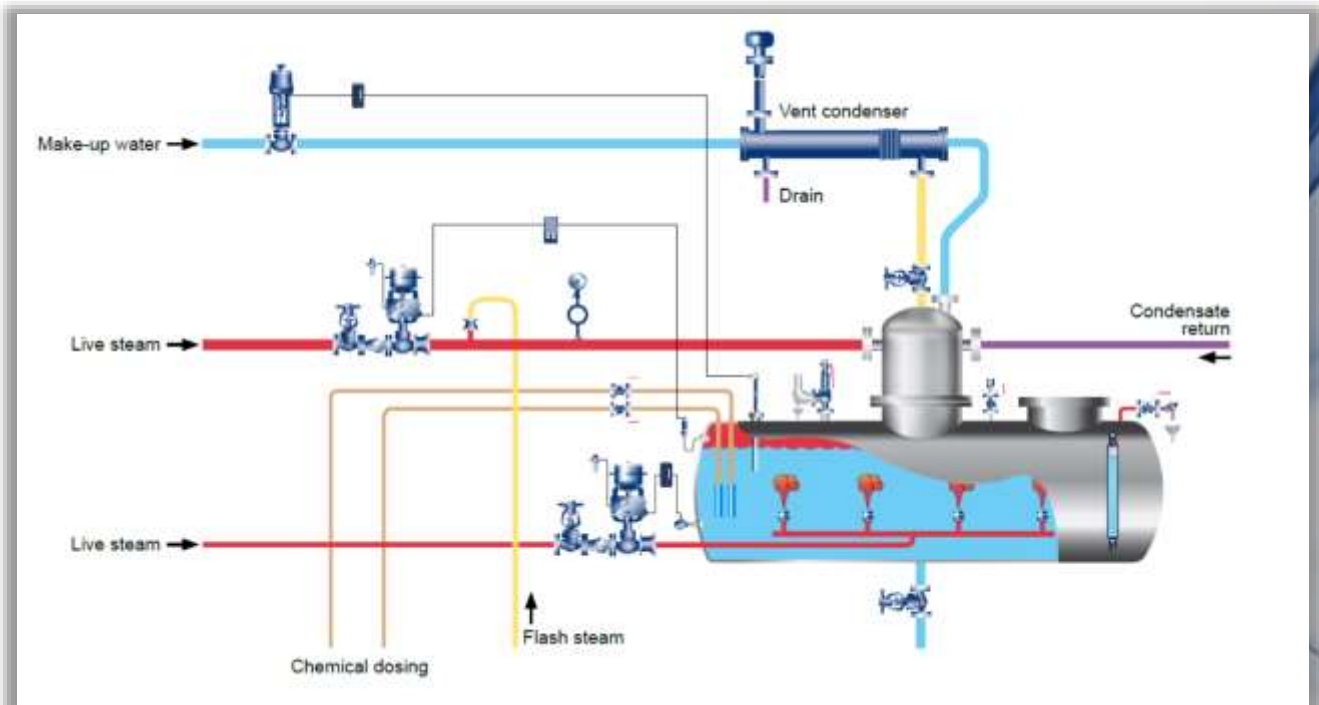 Vent condenser
Make-up water
Drain
Condensate
return
Live steam
Live steam
Flash steam
Chemical dosing